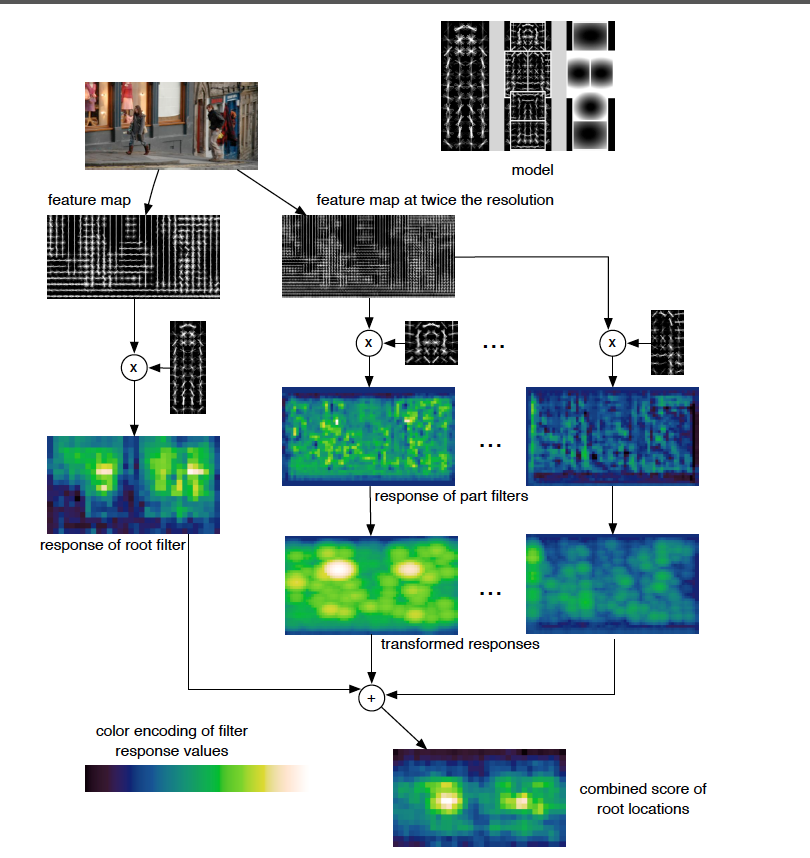 model
feature map
feature map at twice the resolution
x
x
...
x
...
response of part filters
response of root filter
...
transformed responses
+
color encoding of filter
response values
combined score of
root locations